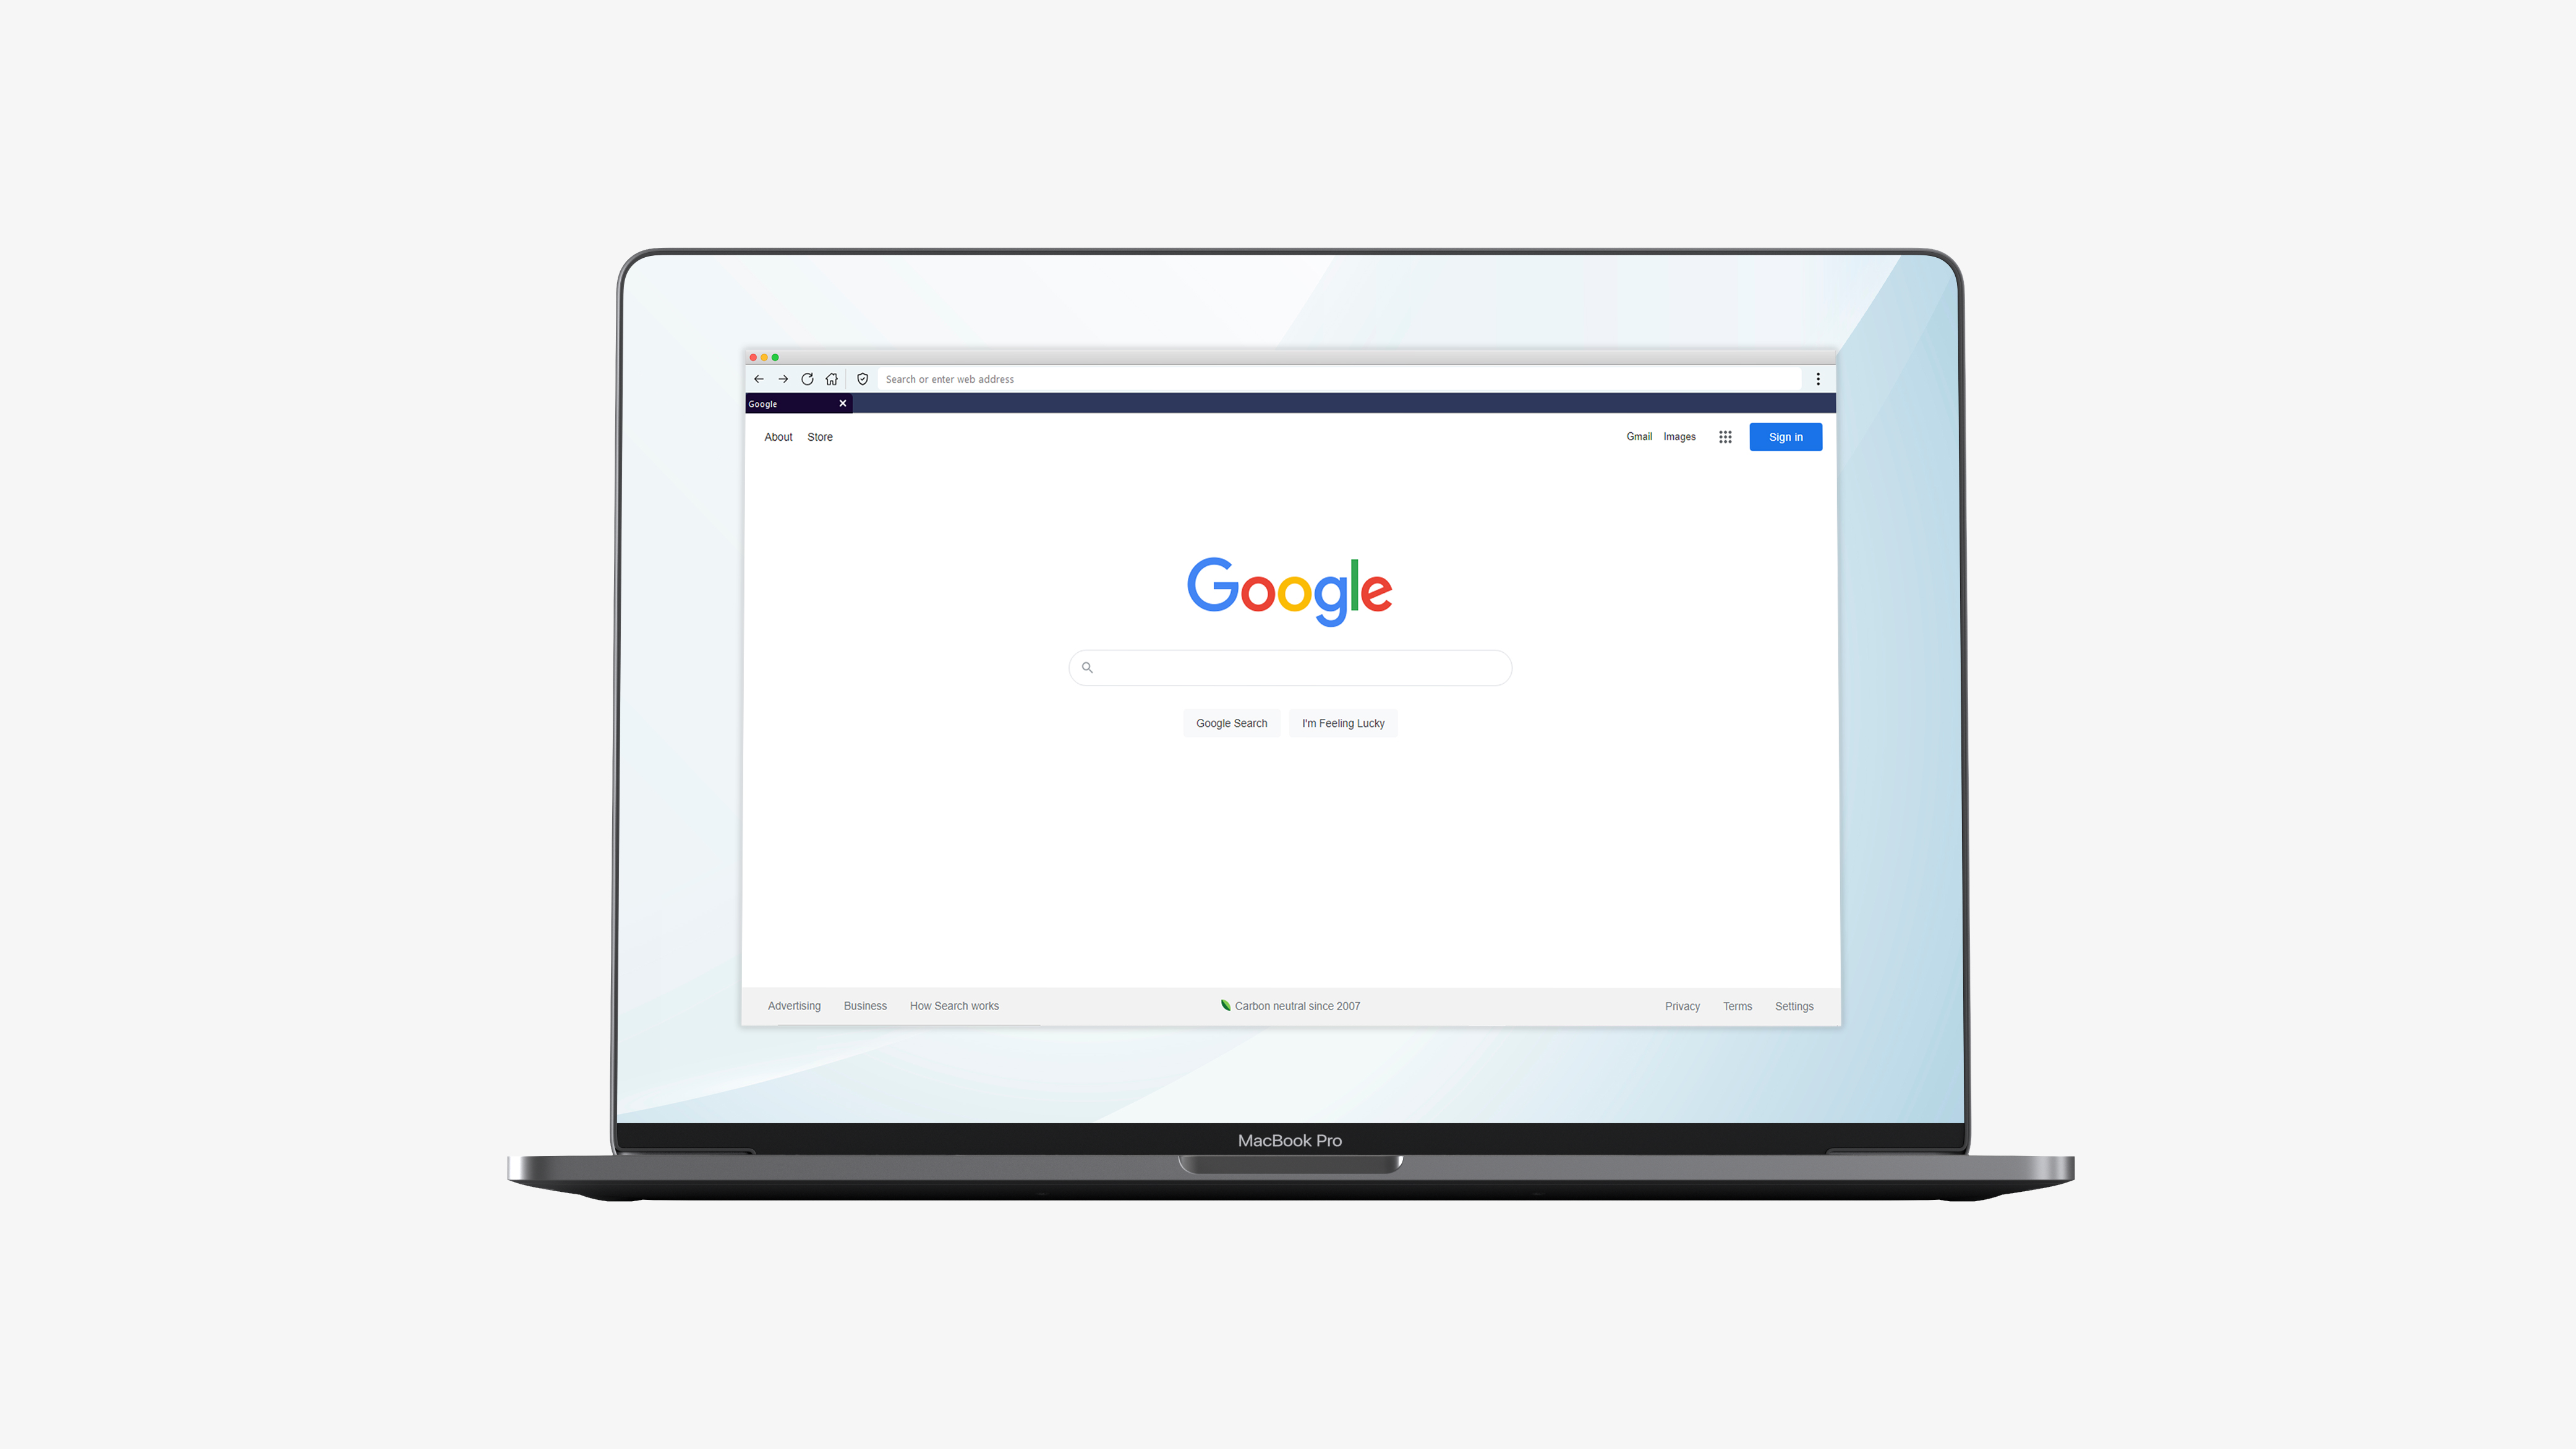 Search or enter web address
Google
About Store Gmail Images Sign in
Google
Google Search I'm Feeling Lucky
Advertising Business How Search works Carbon neutral since 2007 Privacy Terms Settings
MacBook Pro